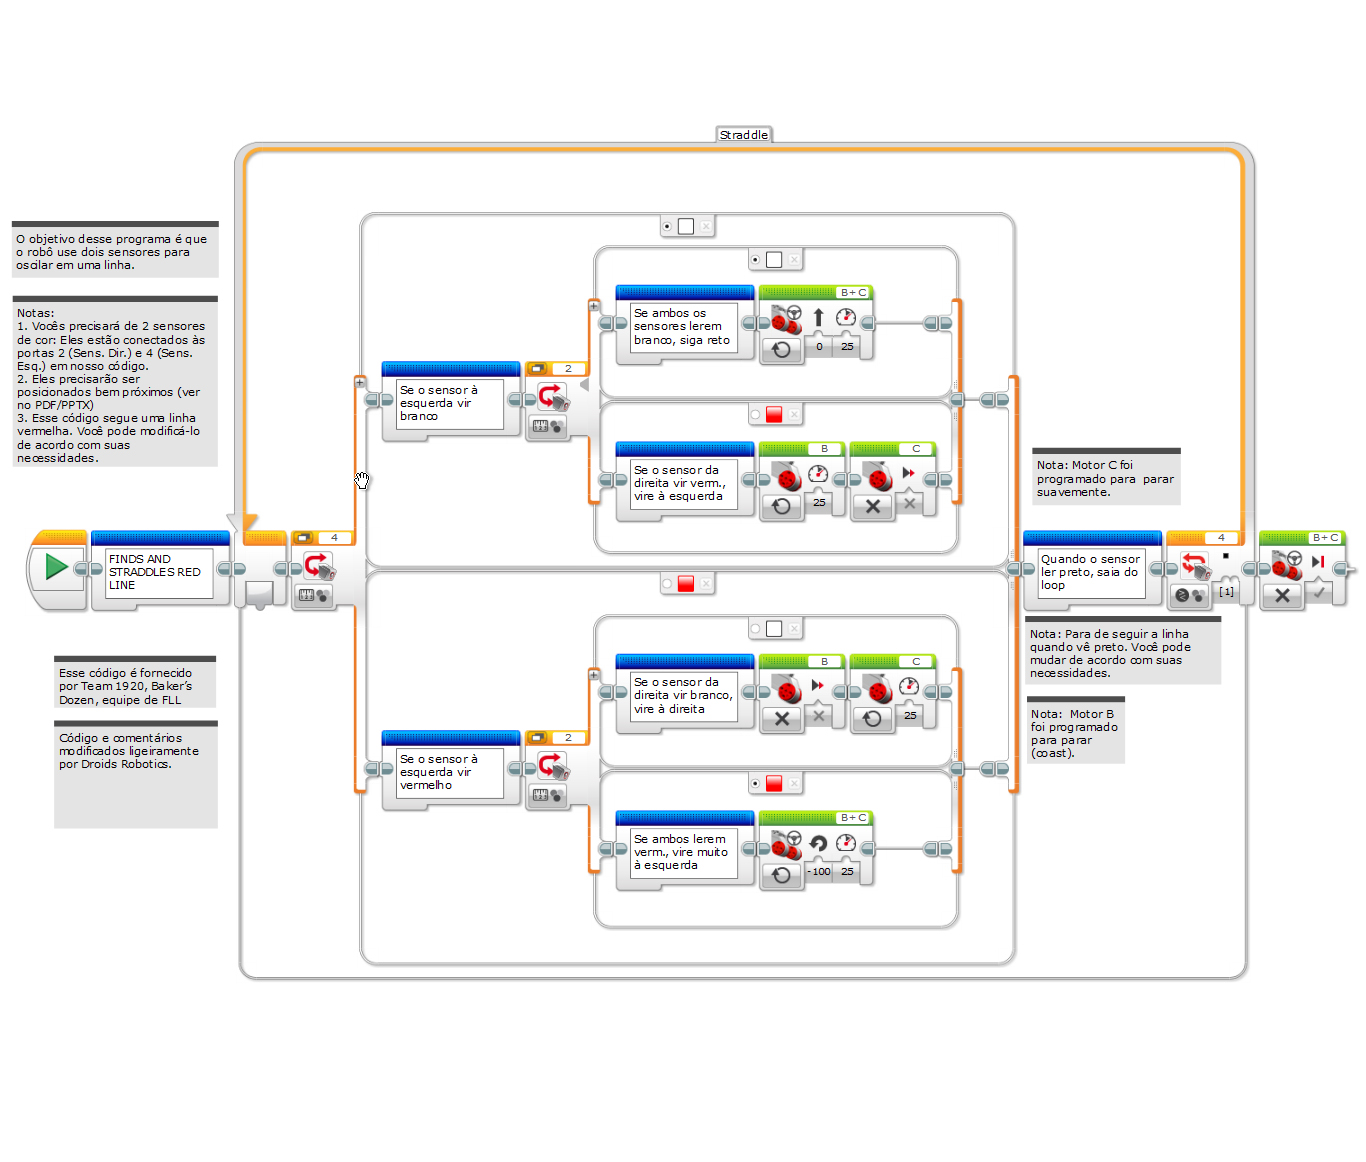 Straddle
O objetivo desse programa é que
o robô use dois sensores para
oscilar em uma linha.
Notas:
1. Vocês precisará de 2 sensores
de cor: Eles estão conectados às
portas 2 (Sens. Dir.) e 4 (Sens.
Esq.) em nosso código.
2. Eles precisarão ser
posicionados bem próximos (ver
no PDF/PPTX)
3. Esse código segue uma linha
vermelha. Você pode modificá-lo
de acordo com suas
necessidades.
FINDS AND
STRADDLES RED
LINE
4
Esse código é fornecido
por Team 1920, Baker's
Dozen, equipe de FLL
Código e comentários
modificados ligeiramente
por Droids Robotics.
Se o sensor à
esquerda vir
branco
2
Se ambos os
sensores lerem
branco, siga reto
B+C
0
25
Se o sensor da
direita vir verm.,
vire à esquerda
B
25
C
Se o sensor à
esquerda vir
vermelho
2
Se o sensor da
direita vir branco,
vire à direita
B
C
25
Se ambos lerem
verm., vire muito
à esquerda
B+C
-100
25
Nota: Motor C foi
programado para parar
suavemente.
Quando o sensor
ler preto, saia do
loop
4
[1]
B+C
Nota: Para de seguir a linha
quando vê preto. Você pode
mudar de acordo com suas
necessidades.
Nota: Motor B
foi programado
para parar
(coast).